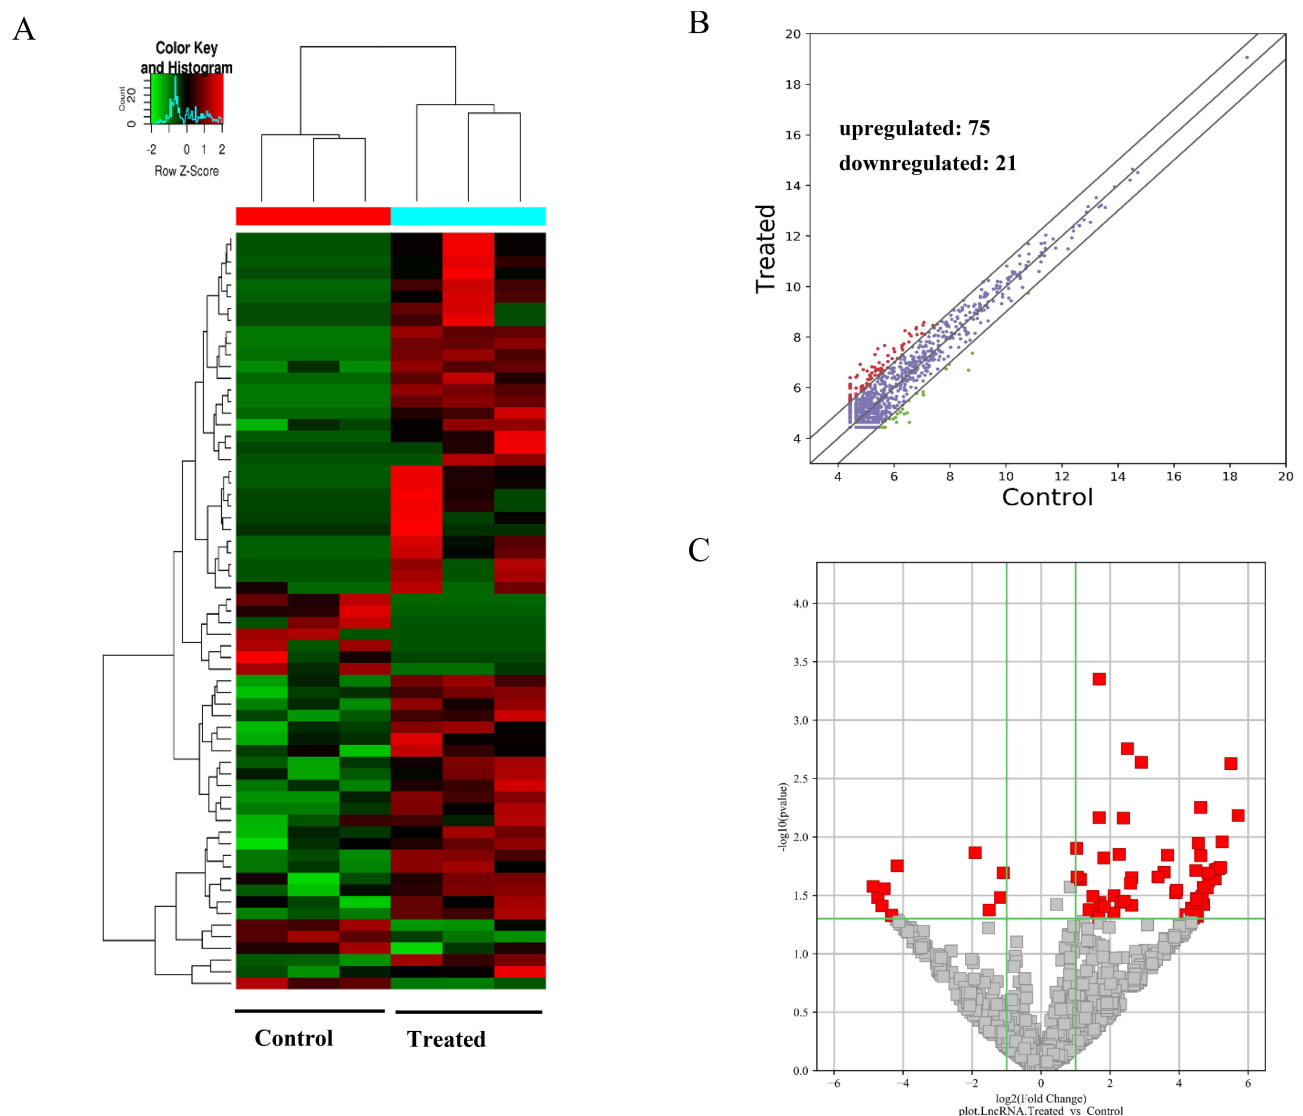 A
Color Key
and Histogram
Count
0 20
-2 0 1 2
Row Z-Score
Control
Treated
B
upregulated: 75
downregulated: 21
Treated
20
18
16
14
12
10
8
6
4
4 6 8 10 12 14 16 18 20
Control
C
-log10(pvalue)
4.0
3.5
3.0
2.5
2.0
1.5
1.0
0.5
0.0
−6 −4 −2 0 2 4 6
log2(Fold Change)
plot.LncRNA.Treated_vs_Control